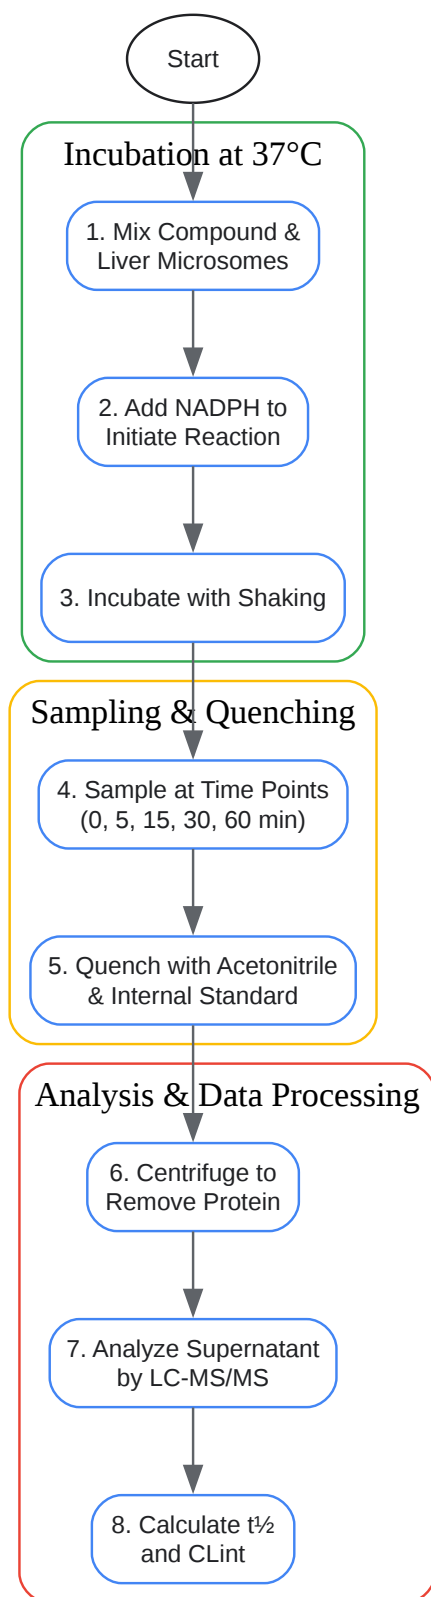 Start
Incubation at 37°C
1. Mix Compound &
Liver Microsomes
2. Add NADPH to
Initiate Reaction
3. Incubate with Shaking
Sampling & Quenching
4. Sample at Time Points
(0, 5, 15, 30, 60 min)
5. Quench with Acetonitrile
& Internal Standard
Analysis & Data Processing
6. Centrifuge to
Remove Protein
7. Analyze Supernatant
by LC-MS/MS
8. Calculate t½
and CLint